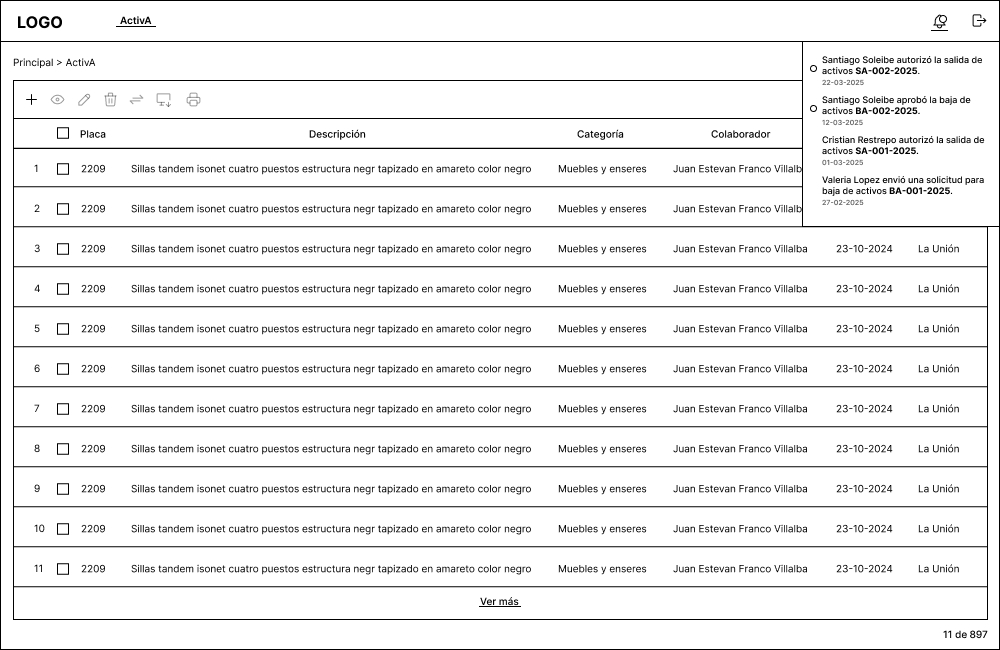 LOGO
ActivA
Principal > ActivA
Santiago Soleibe autorizó la salida de
activos SA-002-2025.
22-03-2025
Santiago Soleibe aprobó la baja de
activos BA-002-2025.
12-03-2025
Cristian Restrepo autorizó la salida de
activos SA-001-2025.
01-03-2025
Valeria Lopez envió una solicitud para
baja de activos BA-001-2025.
27-02-2025
Placa Descripción Categoría Colaborador
1 2209 Sillas tandem isonet cuatro puestos estructura negr tapizado en amareto color negro Muebles y enseres Juan Estevan Franco Villalb
2 2209 Sillas tandem isonet cuatro puestos estructura negr tapizado en amareto color negro Muebles y enseres Juan Estevan Franco Villalb
3 2209 Sillas tandem isonet cuatro puestos estructura negr tapizado en amareto color negro Muebles y enseres Juan Estevan Franco Villalba 23-10-2024 La Unión
4 2209 Sillas tandem isonet cuatro puestos estructura negr tapizado en amareto color negro Muebles y enseres Juan Estevan Franco Villalba 23-10-2024 La Unión
5 2209 Sillas tandem isonet cuatro puestos estructura negr tapizado en amareto color negro Muebles y enseres Juan Estevan Franco Villalba 23-10-2024 La Unión
6 2209 Sillas tandem isonet cuatro puestos estructura negr tapizado en amareto color negro Muebles y enseres Juan Estevan Franco Villalba 23-10-2024 La Unión
7 2209 Sillas tandem isonet cuatro puestos estructura negr tapizado en amareto color negro Muebles y enseres Juan Estevan Franco Villalba 23-10-2024 La Unión
8 2209 Sillas tandem isonet cuatro puestos estructura negr tapizado en amareto color negro Muebles y enseres Juan Estevan Franco Villalba 23-10-2024 La Unión
9 2209 Sillas tandem isonet cuatro puestos estructura negr tapizado en amareto color negro Muebles y enseres Juan Estevan Franco Villalba 23-10-2024 La Unión
10 2209 Sillas tandem isonet cuatro puestos estructura negr tapizado en amareto color negro Muebles y enseres Juan Estevan Franco Villalba 23-10-2024 La Unión
11 2209 Sillas tandem isonet cuatro puestos estructura negr tapizado en amareto color negro Muebles y enseres Juan Estevan Franco Villalba 23-10-2024 La Unión
Ver más
11 de 897